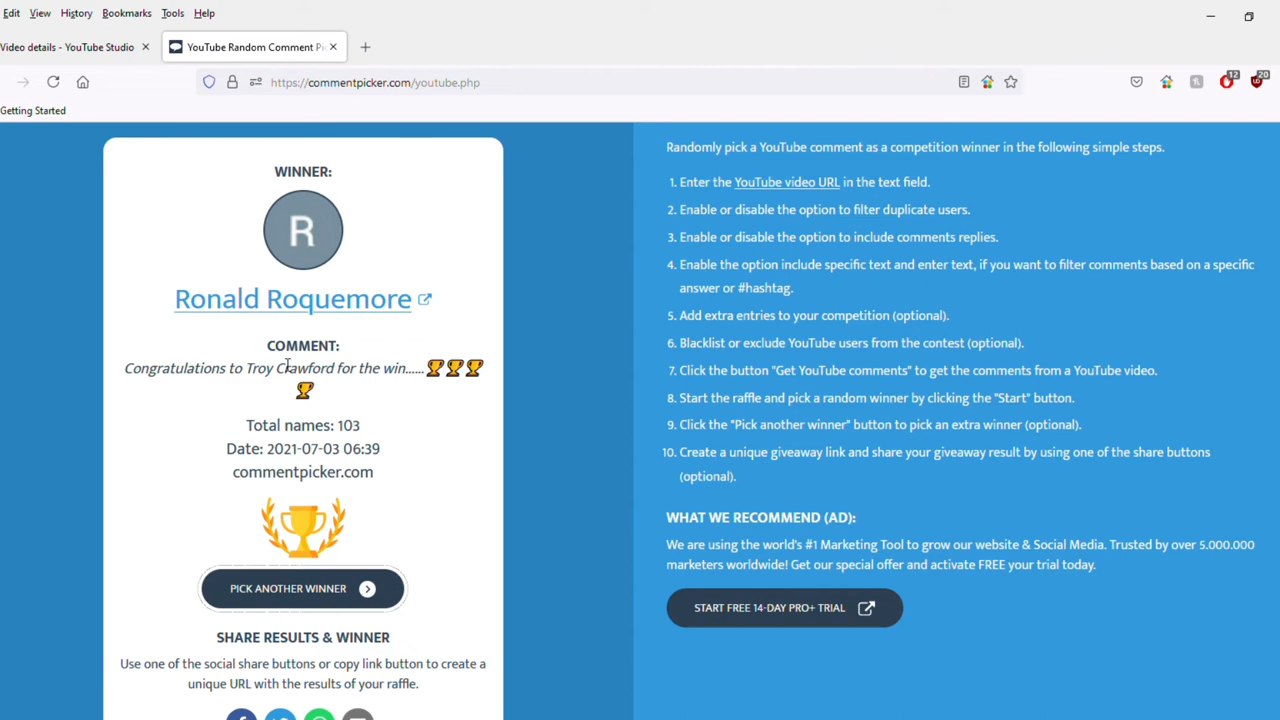 Edit View History Bookmarks Tools Help
Video details - YouTube Studio YouTube Random Comment Pi
https://commentpicker.com/youtube.php 12 20
Getting Started
WINNER:
R
Ronald Roquemore
COMMENT:
Congratulations to Troy Crawford for the win......🏆🏆🏆
🏆
Total names: 103
Date: 2021-07-03 06:39
commentpicker.com
PICK ANOTHER WINNER
SHARE RESULTS & WINNER
Use one of the social share buttons or copy link button to create a
unique URL with the results of your raffle.
Randomly pick a YouTube comment as a competition winner in the following simple steps.
1. Enter the YouTube video URL in the text field.
2. Enable or disable the option to filter duplicate users.
3. Enable or disable the option to include comments replies.
4. Enable the option include specific text and enter text, if you want to filter comments based on a specific
answer or #hashtag.
5. Add extra entries to your competition (optional).
6. Blacklist or exclude YouTube users from the contest (optional).
7. Click the button "Get YouTube comments" to get the comments from a YouTube video.
8. Start the raffle and pick a random winner by clicking the "Start" button.
9. Click the "Pick another winner" button to pick an extra winner (optional).
10. Create a unique giveaway link and share your giveaway result by using one of the share buttons
(optional).
WHAT WE RECOMMEND (AD):
We are using the world's #1 Marketing Tool to grow our website & Social Media. Trusted by over 5.000.000
marketers worldwide! Get our special offer and activate FREE your trial today.
START FREE 14-DAY PRO+ TRIAL